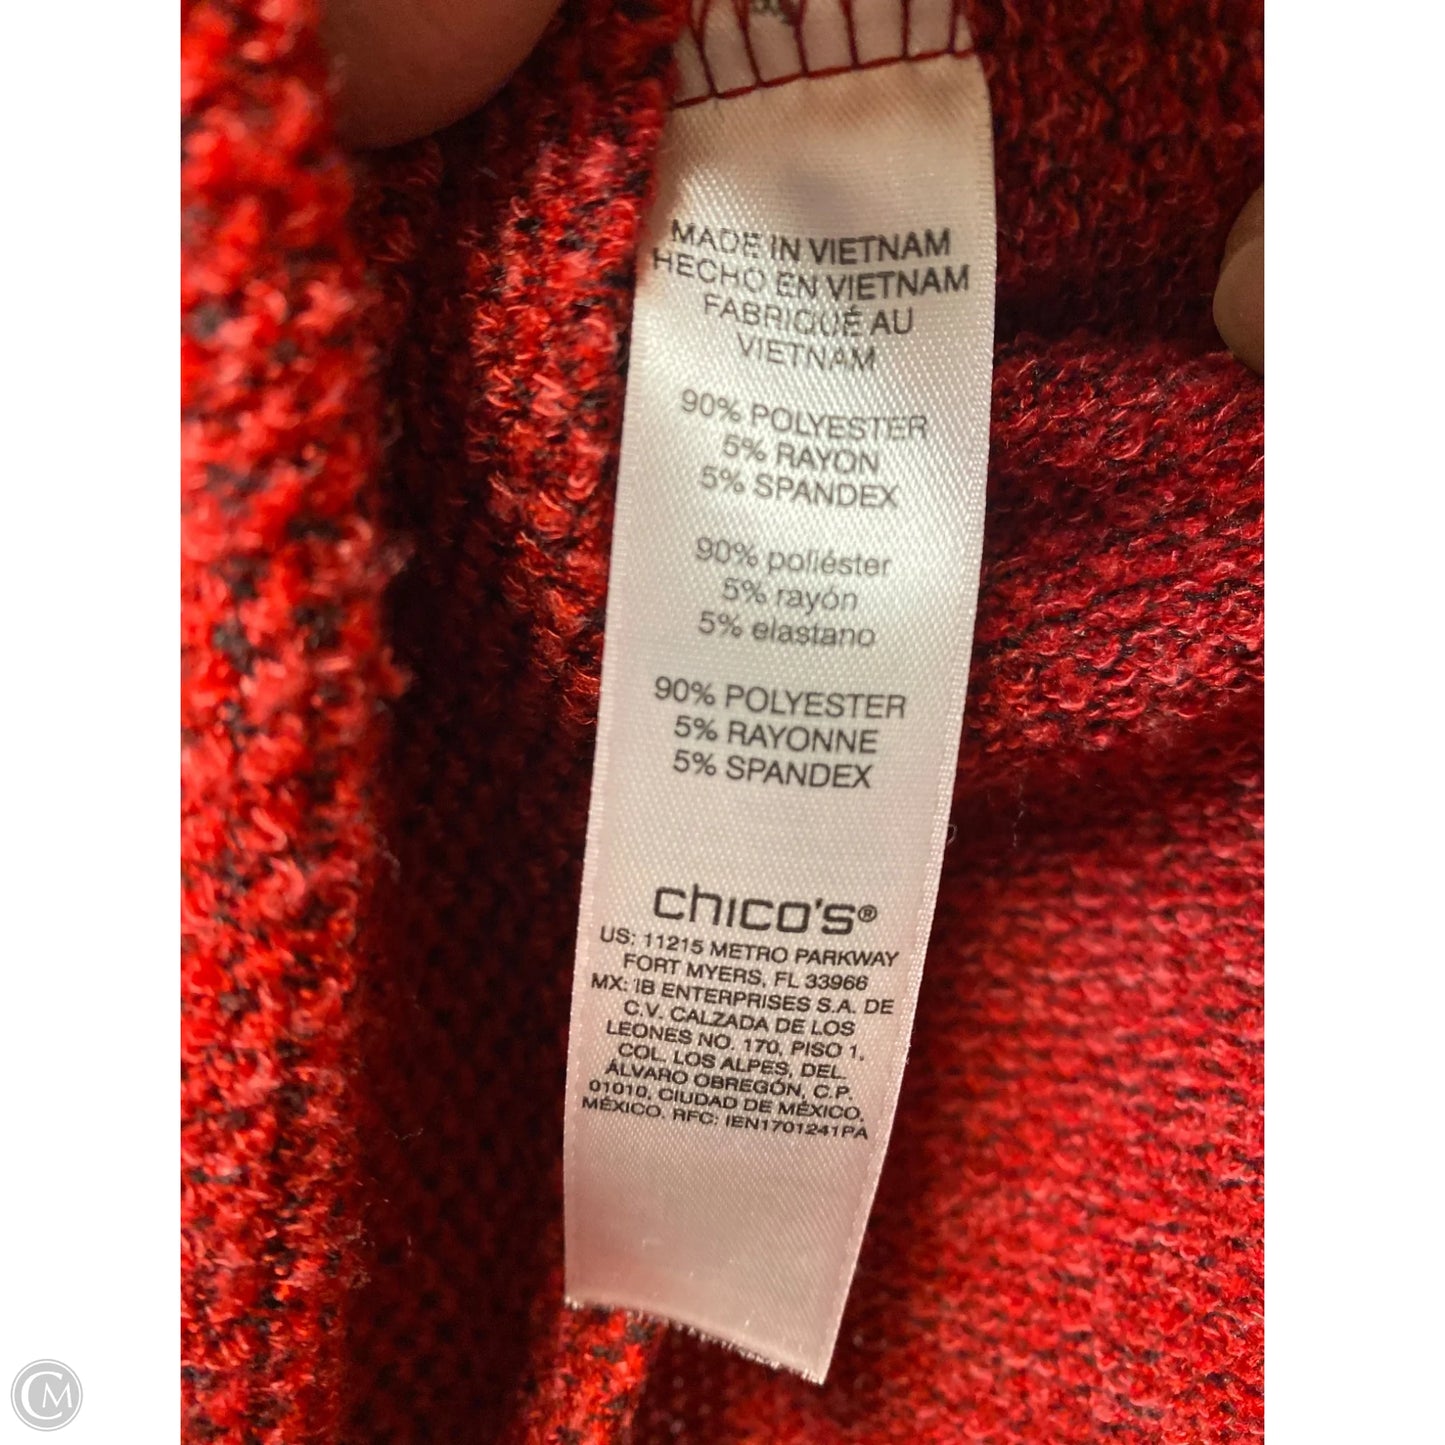 MADE IN VIETNAM
HECHO EN VIETNAM
FABRIQUÉ AU
VIETNAM
90% POLYESTER
5% RAYON
5% SPANDEX
90% poliéster
5% rayón
5% elastano
90% POLYESTER
5% RAYONNE
5% SPANDEX
chico's®
US: 11215 METRO PARKWAY
FORT MYERS, FL 33966
MX: IB ENTERPRISES S.A. DE
C.V. CALZADA DE LOS
LEONES NO. 170, PISO 1,
COL. LOS ALPES, DEL.
ÁLVARO OBREGÓN, C.P.
01010, CIUDAD DE MÉXICO,
MÉXICO. RFC: IEN1701241PA
CM